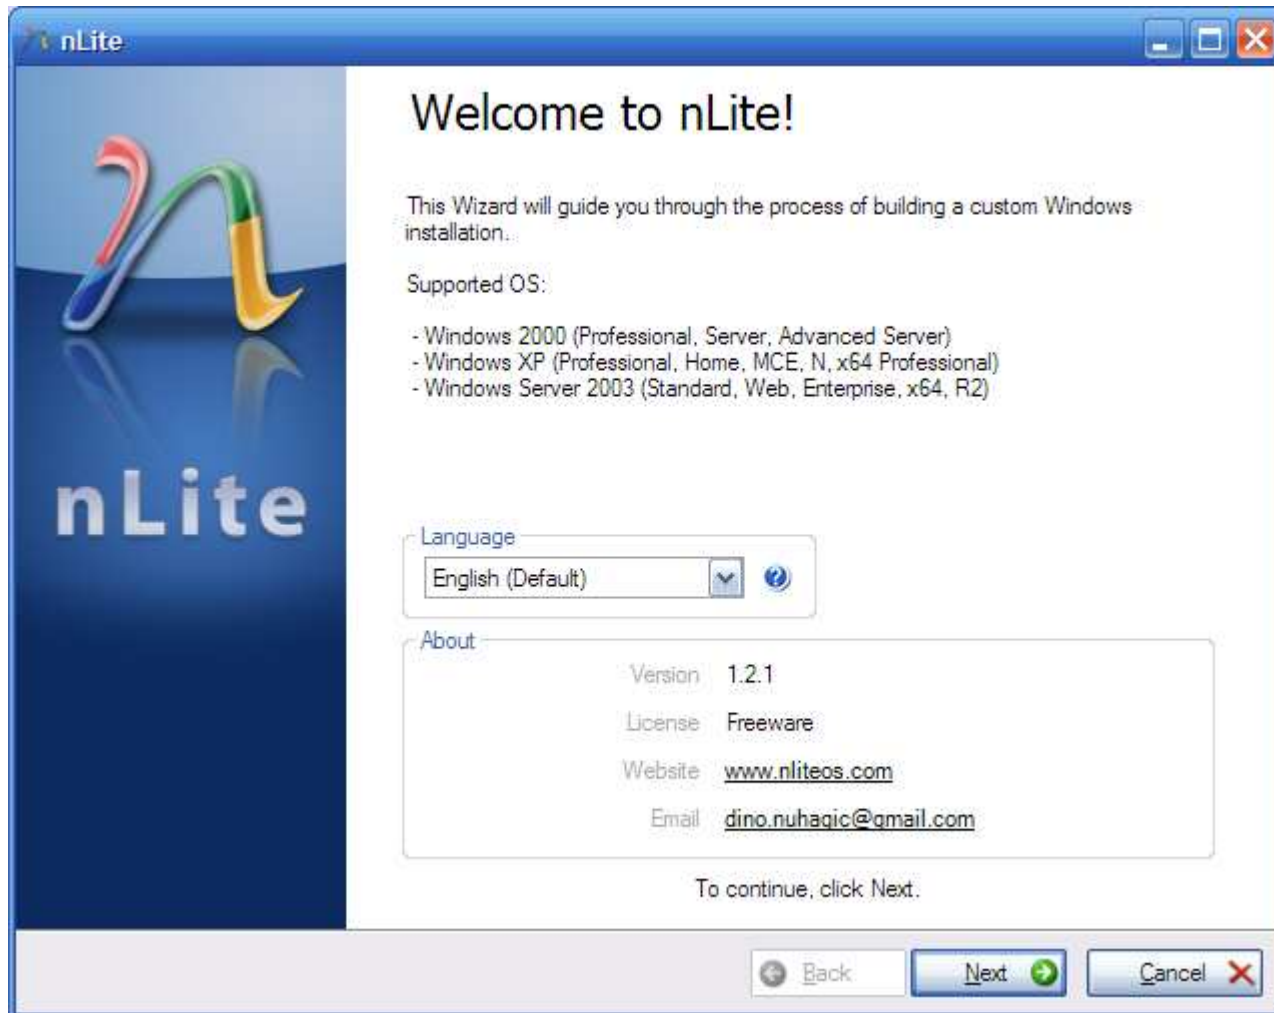 nLite
Welcome to nLite!
This Wizard will guide you through the process of building a custom Windows
installation.
Supported OS:
- Windows 2000 (Professional, Server, Advanced Server)
- Windows XP (Professional, Home, MCE, N, x64 Professional)
- Windows Server 2003 (Standard, Web, Enterprise, x64, R2)
nLite
Language
English (Default)
About
Version 1.2.1
License Freeware
Website www.nliteos.com
Email dino.nuhagic@gmail.com
To continue, click Next.
Back Next Cancel